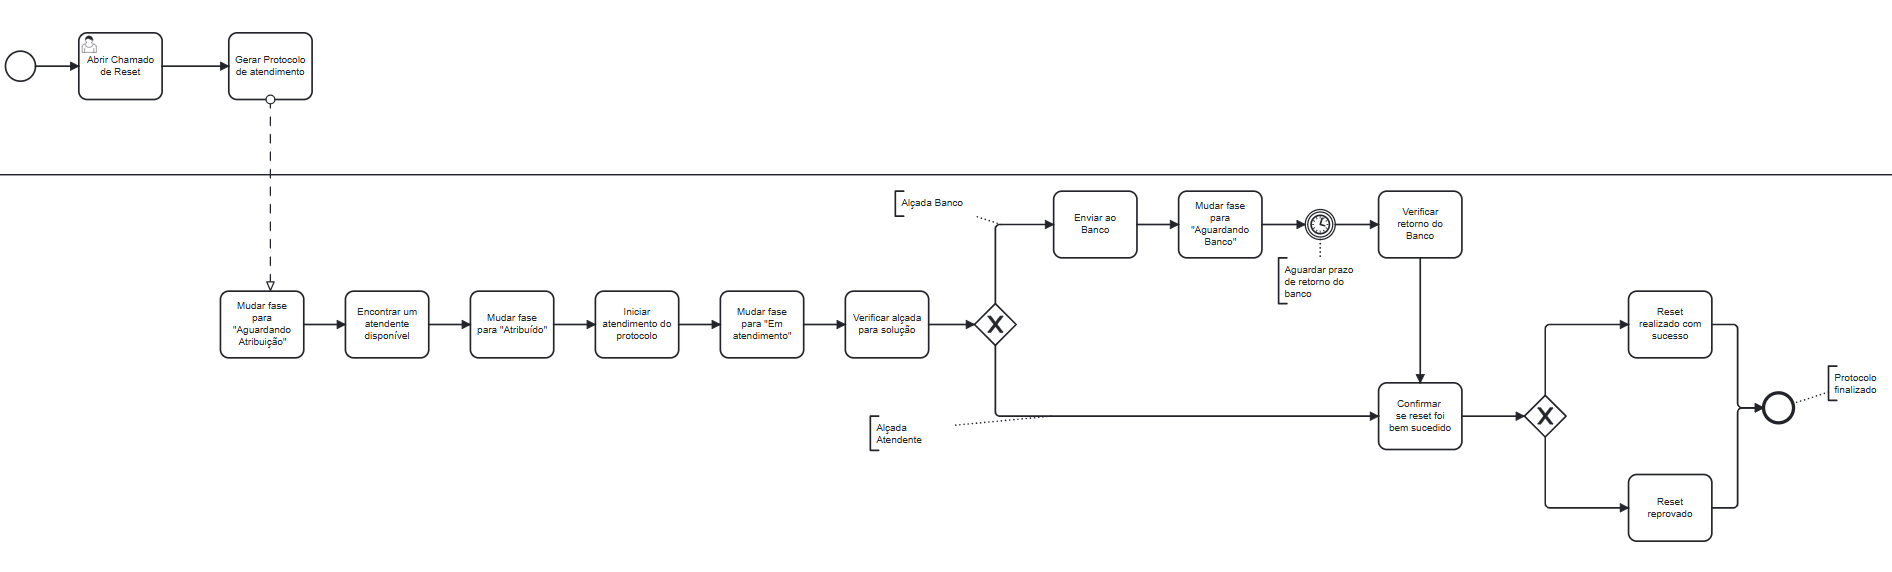 Abrir Chamado
de Reset
Gerar Protocolo
de atendimento
Mudar fase
para
"Aguardando
Atribuição"
Encontrar um
atendente
disponível
Mudar fase
para "Atribuído"
Iniciar
atendimento do
protocolo
Mudar fase
para "Em
atendimento"
Verificar alçada
para solução
Alçada Banco
Enviar ao
Banco
Mudar fase
para
"Aguardando
Banco"
Aguardar prazo
de retorno do
banco
Verificar
retorno do
Banco
Alçada
Atendente
Confirmar
se reset foi
bem sucedido
Reset
realizado com
sucesso
Reset
reprovado
Protocolo
finalizado